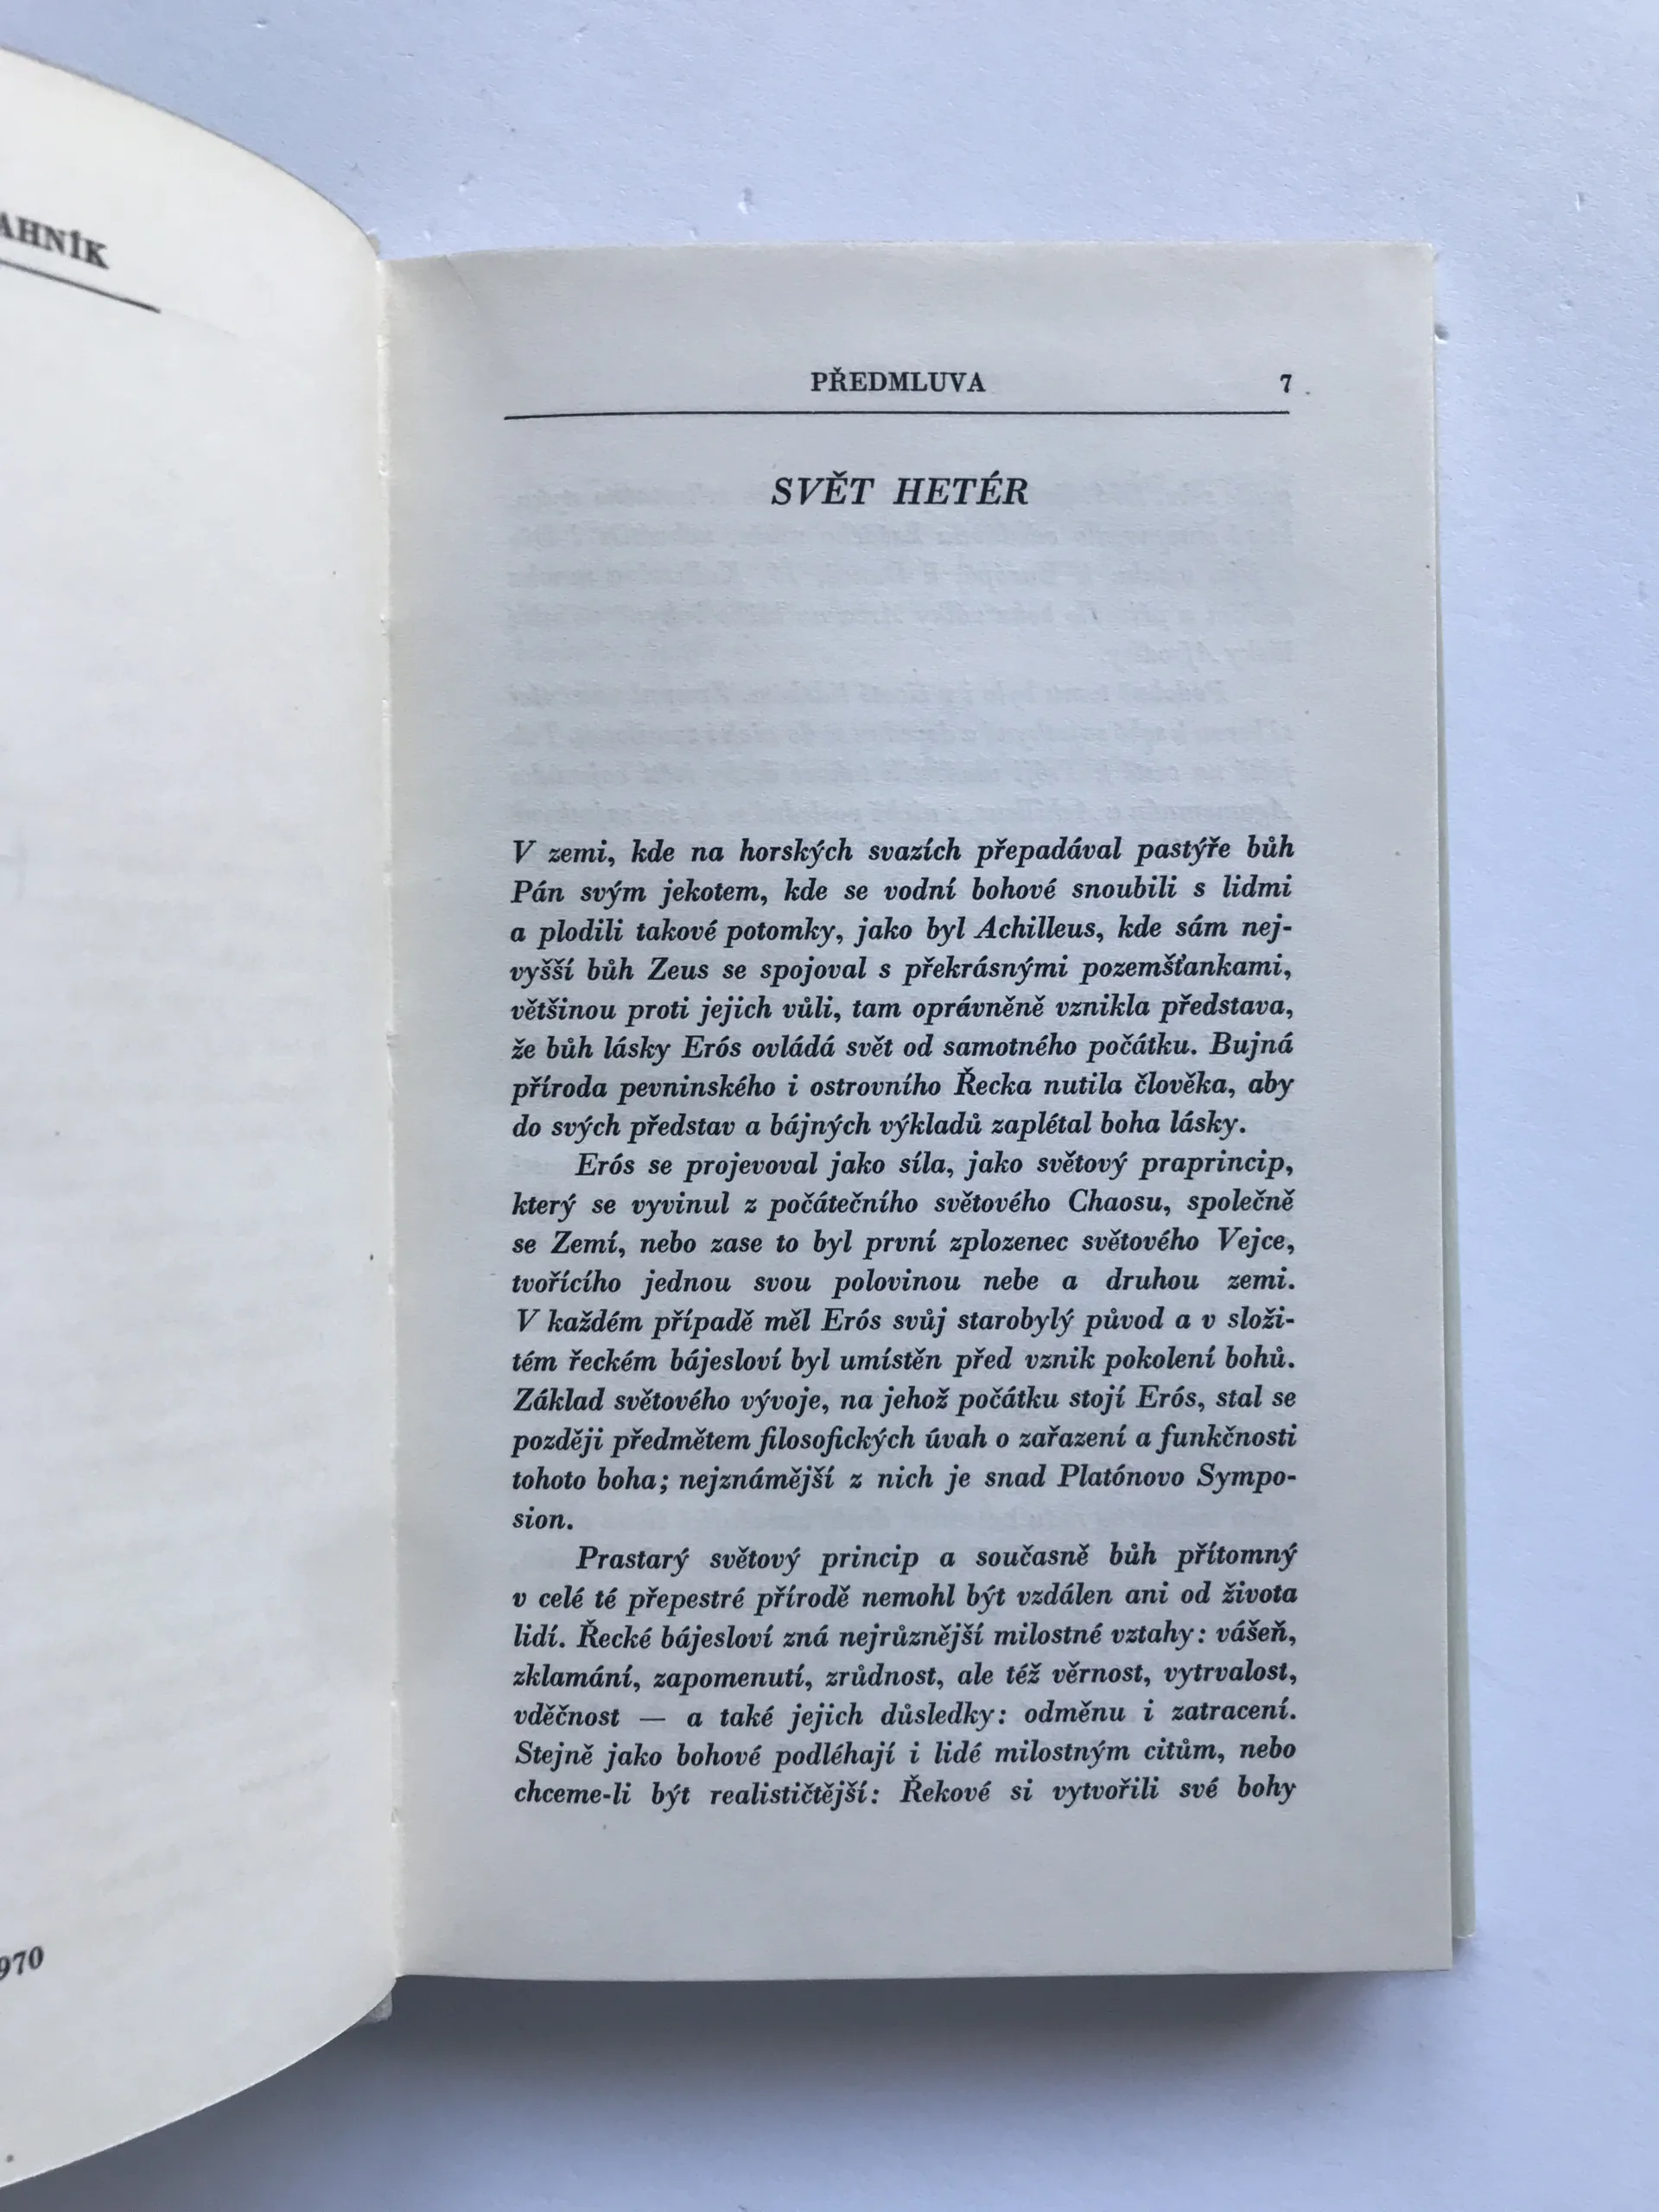 AHNÍK
970
PŘEDMLUVA 7
SVĚT HETÉR
V zemi, kde na horských svazích přepadával pastýře bůh
Pán svým jekotem, kde se vodní bohové snoubili s lidmi
a plodili takové potomky, jako byl Achilleus, kde sám nej-
vyšší bůh Zeus se spojoval s překrásnými pozemšťankami,
většinou proti jejich vůli, tam oprávněně vznikla představa,
že bůh lásky Erós ovládá svět od samotného počátku. Bujná
příroda pevninského i ostrovního Řecka nutila člověka, aby
do svých představ a bájných výkladů zaplétal boha lásky.
Erós se projevoval jako síla, jako světový praprincip,
který se vyvinul z počátečního světového Chaosu, společně
se Zemí, nebo zase to byl první zplozenec světového Vejce,
tvořícího jednou svou polovinou nebe a druhou zemi.
V každém případě měl Erós svůj starobylý původ a v složi-
tém řeckém bájesloví byl umístěn před vznik pokolení bohů.
Základ světového vývoje, na jehož počátku stojí Erós, stal se
později předmětem filosofických úvah o zařazení a funkčnosti
tohoto boha; nejznámější z nich je snad Platónovo Sympo-
sion.
Prastarý světový princip a současně bůh přítomný
v celé té přepestré přírodě nemohl být vzdálen ani od života
lidí. Řecké bájesloví zná nejrůznější milostné vztahy: vášeň,
zklamání, zapomenutí, zrůdnost, ale též věrnost, vytrvalost,
vděčnost — a také jejich důsledky: odměnu i zatracení.
Stejně jako bohové podléhají i lidé milostným citům, nebo
chceme-li být realističtější: Řekové si vytvořili své bohy